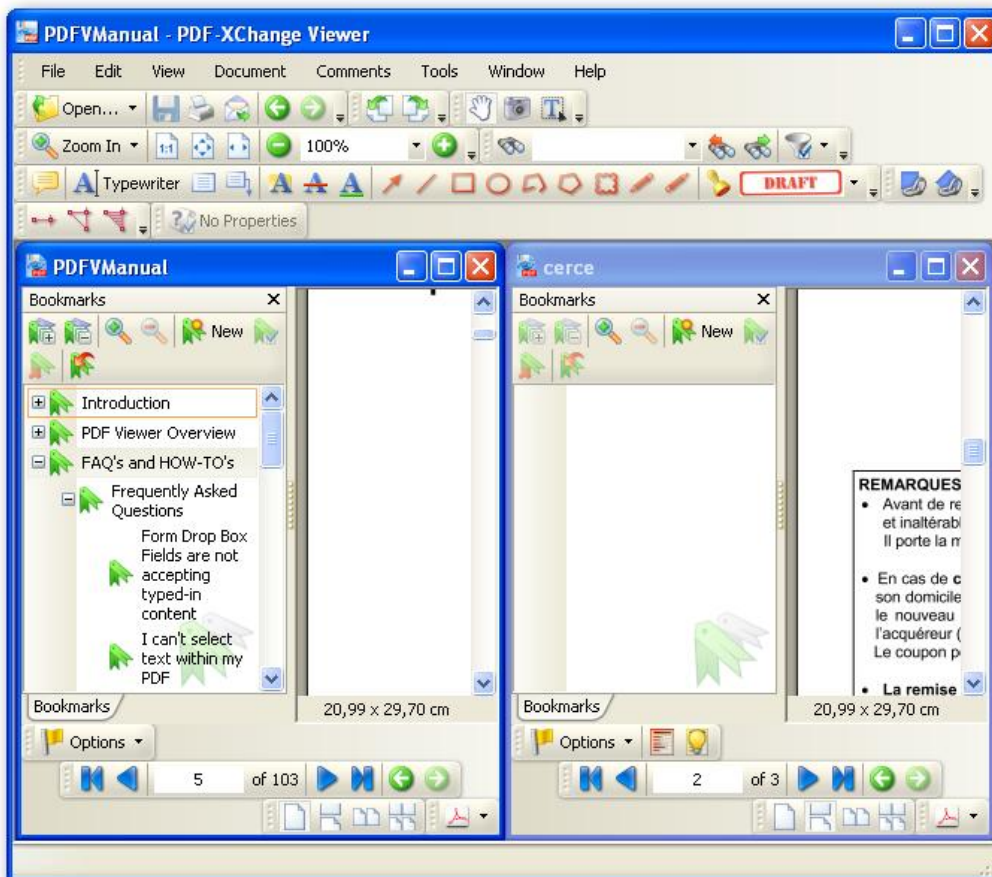 PDFVManual - PDF-XChange Viewer
File Edit View Document Comments Tools Window Help
Open...
Zoom In 1:1 100%
Typewriter DRAFT
No Properties
PDFVManual
Bookmarks
New
Introduction
PDF Viewer Overview
FAQ's and HOW-TO's
Frequently Asked
Questions
Form Drop Box
Fields are not
accepting
typed-in
content
I can't select
text within my
PDF
Bookmarks
20,99 x 29,70 cm
Options
5 of 103
cerce
Bookmarks
New
REMARQUES
• Avant de re
et inaltérabl
Il porte la m
• En cas de c
son domicile
le nouveau
l'acquéreur (
Le coupon p
• La remise
Bookmarks
20,99 x 29,70 cm
Options
2 of 3